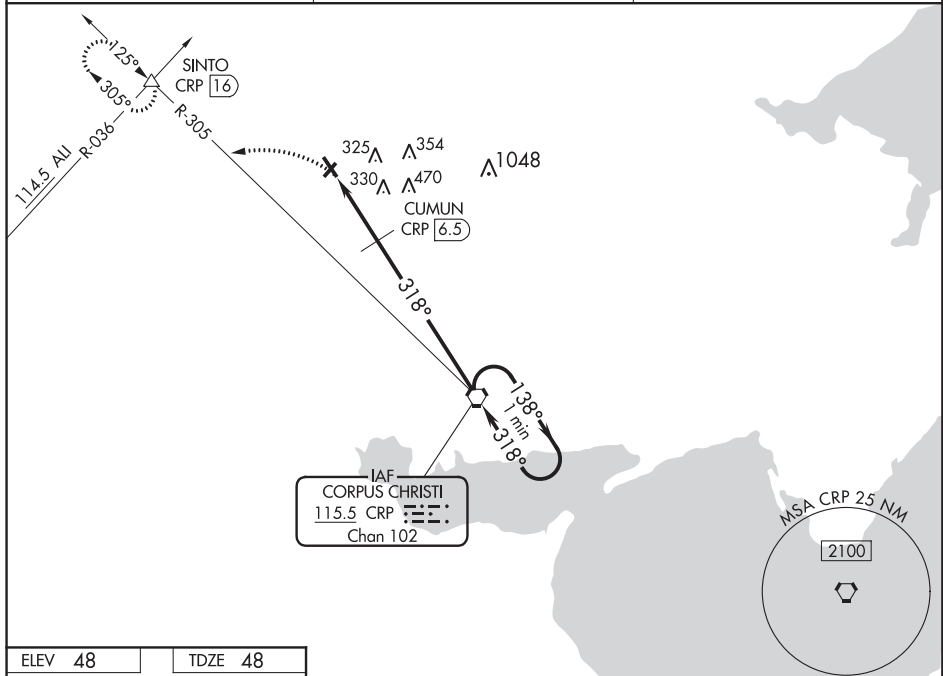 125°
305°
SINTO
CRP 16
R-305
R-036
114.5 ALI
325
354
330
470
1048
CUMUN
CRP 6.5
318°
138°
1 min
318°
IAF
CORPUS CHRISTI
115.5 CRP
Chan 102
MSA CRP 25 NM
2100
ELEV 48
TDZE 48